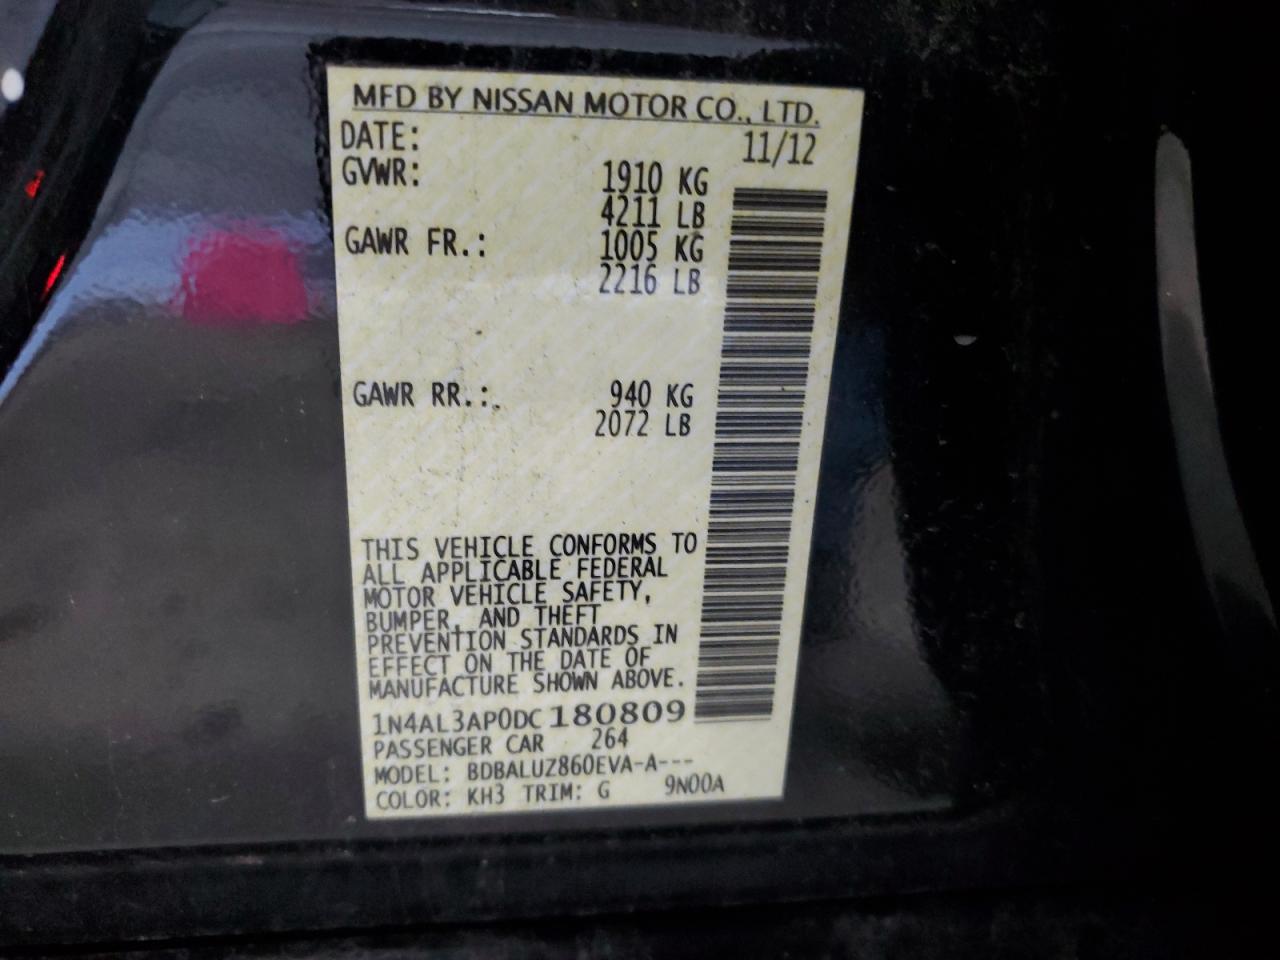 MFD BY NISSAN MOTOR CO., LTD.
DATE: 11/12
GVWR: 1910 KG
4211 LB
GAWR FR.: 1005 KG
2216 LB
GAWR RR.: 940 KG
2072 LB
THIS VEHICLE CONFORMS TO
ALL APPLICABLE FEDERAL
MOTOR VEHICLE SAFETY,
BUMPER, AND THEFT
PREVENTION STANDARDS IN
EFFECT ON THE DATE OF
MANUFACTURE SHOWN ABOVE.
1N4AL3AP0DC180809
PASSENGER CAR 264
MODEL: BDBALUZ860EVA-A---
COLOR: KH3 TRIM: G 9N00A